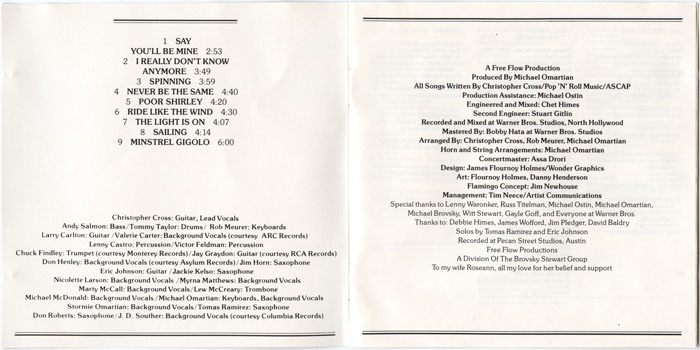 1 SAY
YOU'LL BE MINE 2:53
2 I REALLY DON'T KNOW
ANYMORE 3:49
3 SPINNING 3:59
4 NEVER BE THE SAME 4:40
5 POOR SHIRLEY 4:20
6 RIDE LIKE THE WIND 4:30
7 THE LIGHT IS ON 4:07
8 SAILING 4:14
9 MINSTREL GIGOLO 6:00
Christopher Cross: Guitar, Lead Vocals
Andy Salmon: Bass/Tommy Taylor: Drums/ Rob Meurer: Keyboards
Larry Carlton: Guitar /Valerie Carter: Background Vocals (courtesy ARC Records)
Lenny Castro: Percussion/Victor Feldman: Percussion
Chuck Findley: Trumpet (courtesy Monterey Records)/Jay Graydon: Guitar (courtesy RCA Records)
Don Henley: Background Vocals (courtesy Asylum Records)/Jim Horn: Saxophone
Eric Johnson: Guitar /Jackie Kelso: Saxophone
Nicolette Larson: Background Vocals /Myrna Matthews: Background Vocals
Marty McCall: Background Vocals/Lew McCreary: Trombone
Michael McDonald: Background Vocals /Michael Omartian: Keyboards, Background Vocals
Stormie Omartian: Background Vocals/Tomas Ramirez: Saxophone
Don Roberts: Saxophone/J. D. Souther: Background Vocals (courtesy Columbia Records)
A Free Flow Production
Produced By Michael Omartian
All Songs Written By Christopher Cross/Pop 'N' Roll Music/ASCAP
Production Assistance: Michael Ostin
Engineered and Mixed: Chet Himes
Second Engineer: Stuart Gitlin
Recorded and Mixed at Warner Bros. Studios, North Hollywood
Mastered By: Bobby Hata at Warner Bros. Studios
Arranged By: Christopher Cross, Rob Meurer, Michael Omartian
Horn and String Arrangements: Michael Omartian
Concertmaster: Assa Drori
Design: James Flournoy Holmes/Wonder Graphics
Art: Flournoy Holmes, Danny Henderson
Flamingo Concept: Jim Newhouse
Management: Tim Neece/Artist Communications
Special thanks to Lenny Waronker, Russ Titelman, Michael Ostin, Michael Omartian,
Michael Brovsky, Witt Stewart, Gayle Goff, and Everyone at Warner Bros.
Thanks to: Debbie Himes, James Wofford, Jim Pledger, David Baldry
Solos by Tomas Ramirez and Eric Johnson
Recorded at Pecan Street Studios, Austin
Free Flow Productions
A Division Of The Brovsky Stewart Group
To my wife Roseann, all my love for her belief and support